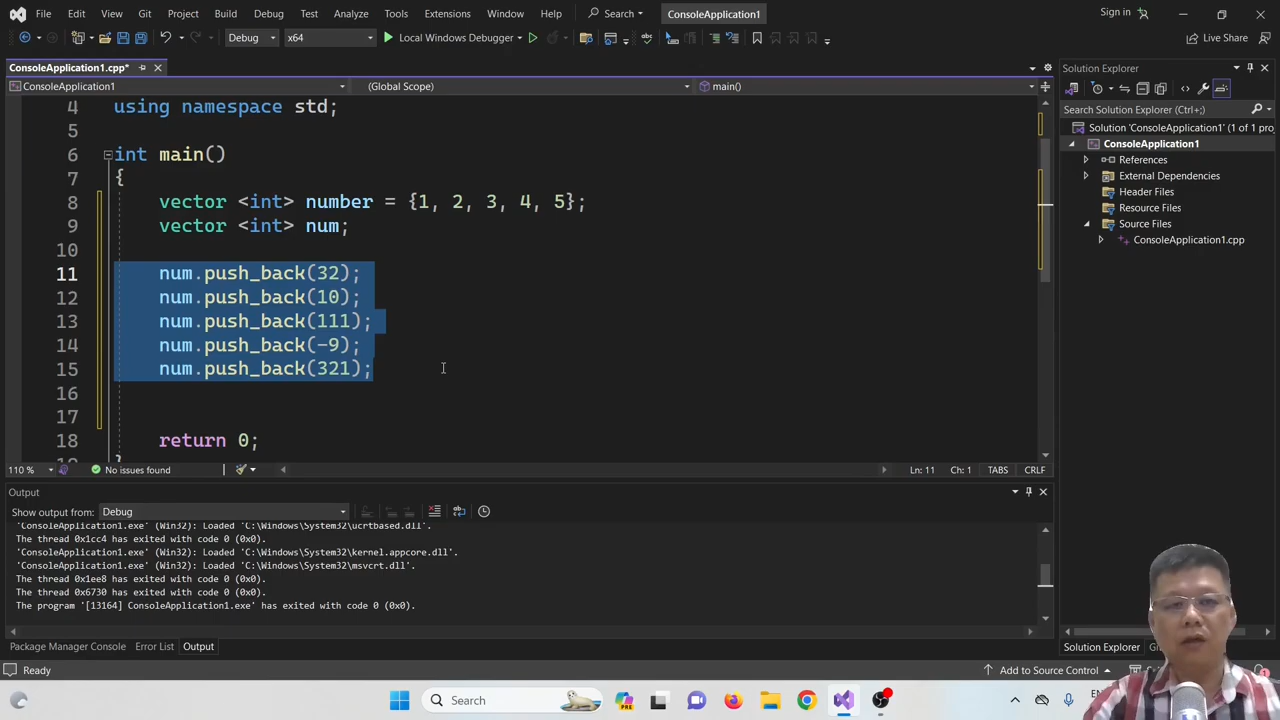 File Edit View Git Project Build Debug Test Analyze Tools Extensions Window Help Search ConsoleApplication1 Sign in
Debug x64 Local Windows Debugger Live Share
ConsoleApplication1.cpp*
ConsoleApplication1 (Global Scope) main()
4 using namespace std;
5
6 int main()
7 {
8 vector <int> number = {1, 2, 3, 4, 5};
9 vector <int> num;
10
11 num.push_back(32);
12 num.push_back(10);
13 num.push_back(111);
14 num.push_back(-9);
15 num.push_back(321);
16
17
18 return 0;
110 % No issues found Ln: 11 Ch: 1 TABS CRLF
Output
Show output from: Debug
'ConsoleApplication1.exe' (Win32): Loaded 'C:\Windows\System32\ucrtbased.dll'.
The thread 0x1cc4 has exited with code 0 (0x0).
'ConsoleApplication1.exe' (Win32): Loaded 'C:\Windows\System32\kernel.appcore.dll'.
'ConsoleApplication1.exe' (Win32): Loaded 'C:\Windows\System32\msvcrt.dll'.
The thread 0x1ee8 has exited with code 0 (0x0).
The thread 0x6730 has exited with code 0 (0x0).
The program '[13164] ConsoleApplication1.exe' has exited with code 0 (0x0).
Package Manager Console Error List Output
Solution Explorer
Search Solution Explorer (Ctrl+;)
Solution 'ConsoleApplication1' (1 of 1 pro
ConsoleApplication1
References
External Dependencies
Header Files
Resource Files
Source Files
ConsoleApplication1.cpp
Solution Explorer
Ready Add to Source Control
Search